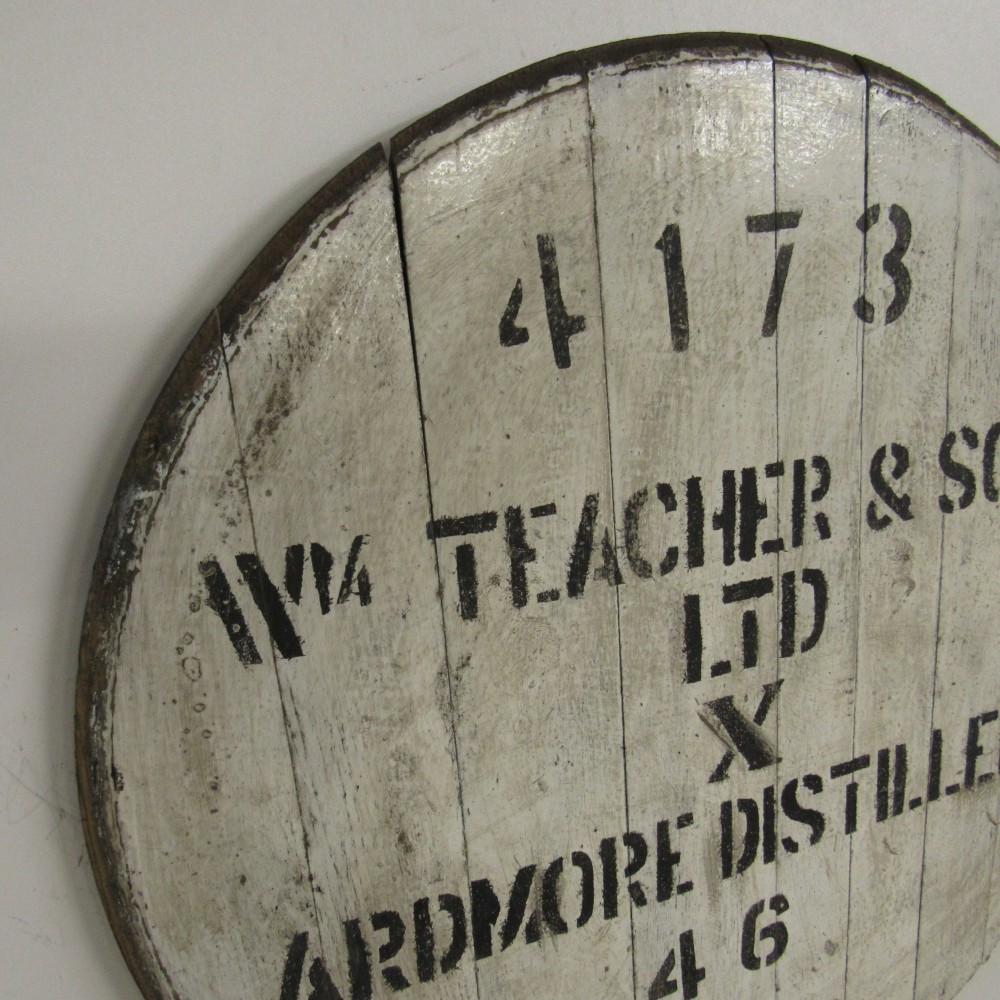 4173
Wm TEACHER & SO
LTD
X
ARDMORE DISTILLE
46